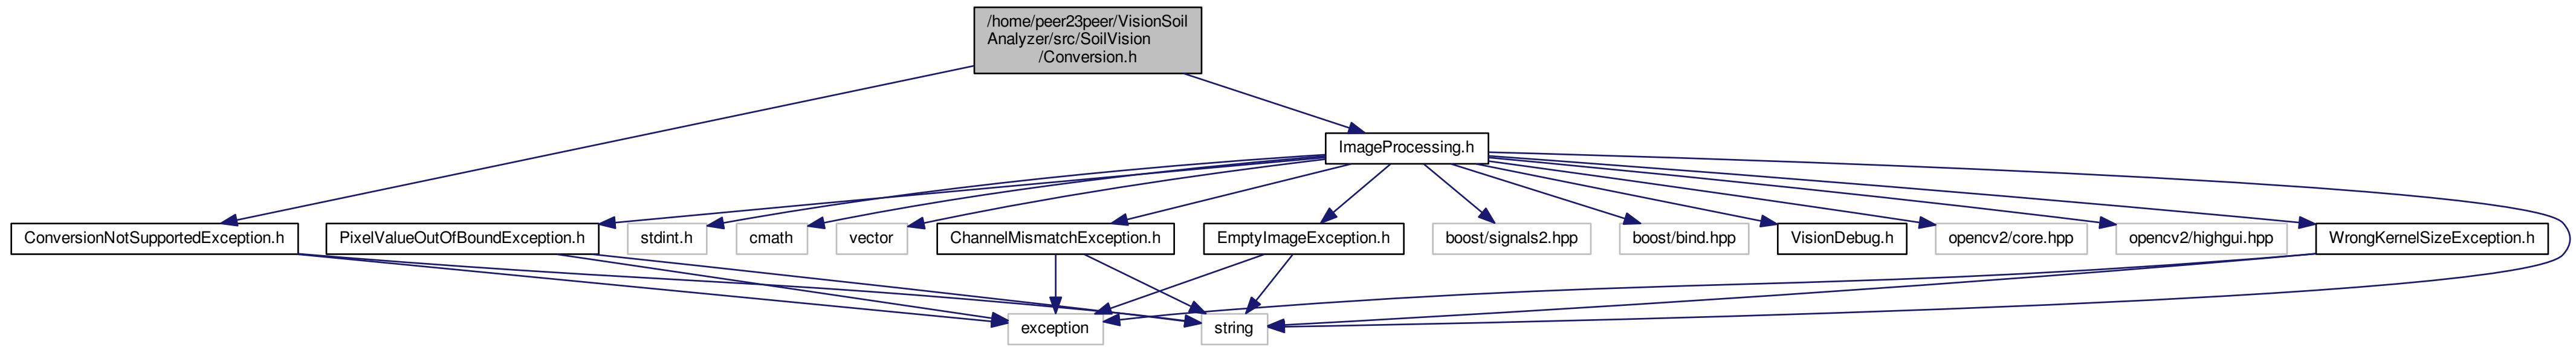 /home/peer23peer/VisionSoil
Analyzer/src/SoilVision
/Conversion.h
ImageProcessing.h
ConversionNotSupportedException.h
PixelValueOutOfBoundException.h
stdint.h
cmath
vector
ChannelMismatchException.h
EmptyImageException.h
boost/signals2.hpp
boost/bind.hpp
VisionDebug.h
opencv2/core.hpp
opencv2/highgui.hpp
WrongKernelSizeException.h
exception
string